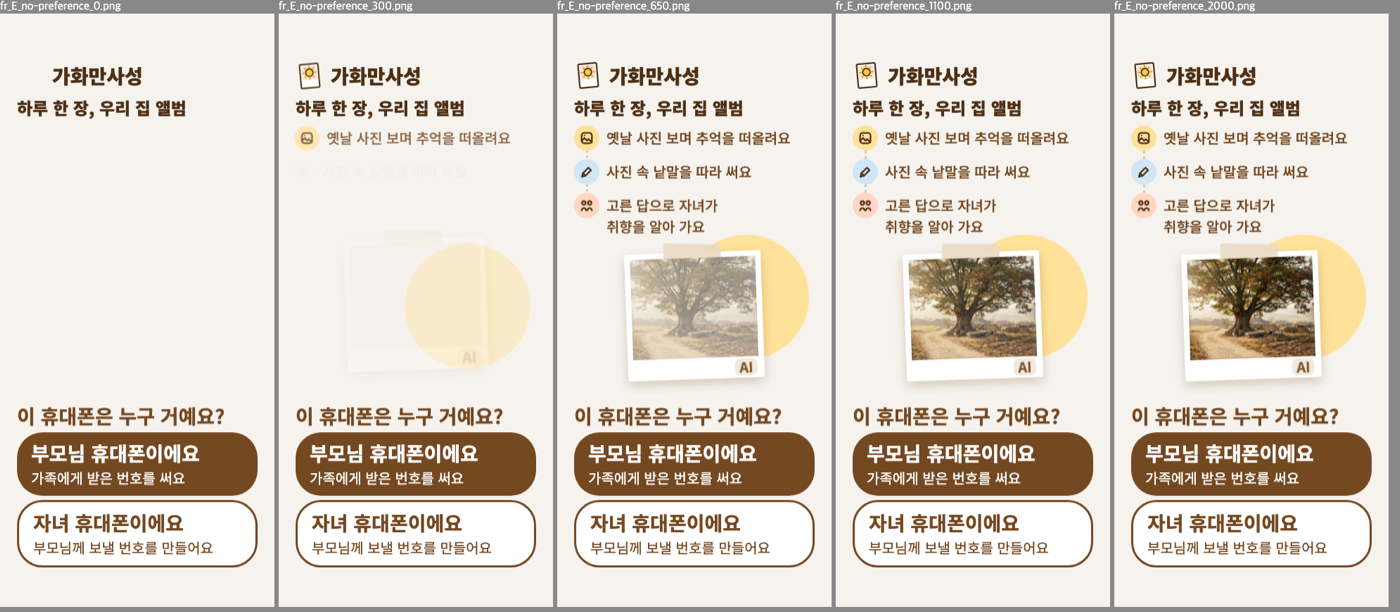 fr_E_no-preference_0.png
가화만사성
하루 한 장, 우리 집 앨범
이 휴대폰은 누구 거예요?
부모님 휴대폰이에요
가족에게 받은 번호를 써요
자녀 휴대폰이에요
부모님께 보낼 번호를 만들어요
fr_E_no-preference_300.png
가화만사성
하루 한 장, 우리 집 앨범
옛날 사진 보며 추억을 떠올려요
사진 속 낱말을 따라 써요
AI
이 휴대폰은 누구 거예요?
부모님 휴대폰이에요
가족에게 받은 번호를 써요
자녀 휴대폰이에요
부모님께 보낼 번호를 만들어요
fr_E_no-preference_650.png
가화만사성
하루 한 장, 우리 집 앨범
옛날 사진 보며 추억을 떠올려요
사진 속 낱말을 따라 써요
고른 답으로 자녀가
취향을 알아 가요
AI
이 휴대폰은 누구 거예요?
부모님 휴대폰이에요
가족에게 받은 번호를 써요
자녀 휴대폰이에요
부모님께 보낼 번호를 만들어요
fr_E_no-preference_1100.png
가화만사성
하루 한 장, 우리 집 앨범
옛날 사진 보며 추억을 떠올려요
사진 속 낱말을 따라 써요
고른 답으로 자녀가
취향을 알아 가요
AI
이 휴대폰은 누구 거예요?
부모님 휴대폰이에요
가족에게 받은 번호를 써요
자녀 휴대폰이에요
부모님께 보낼 번호를 만들어요
fr_E_no-preference_2000.png
가화만사성
하루 한 장, 우리 집 앨범
옛날 사진 보며 추억을 떠올려요
사진 속 낱말을 따라 써요
고른 답으로 자녀가
취향을 알아 가요
AI
이 휴대폰은 누구 거예요?
부모님 휴대폰이에요
가족에게 받은 번호를 써요
자녀 휴대폰이에요
부모님께 보낼 번호를 만들어요